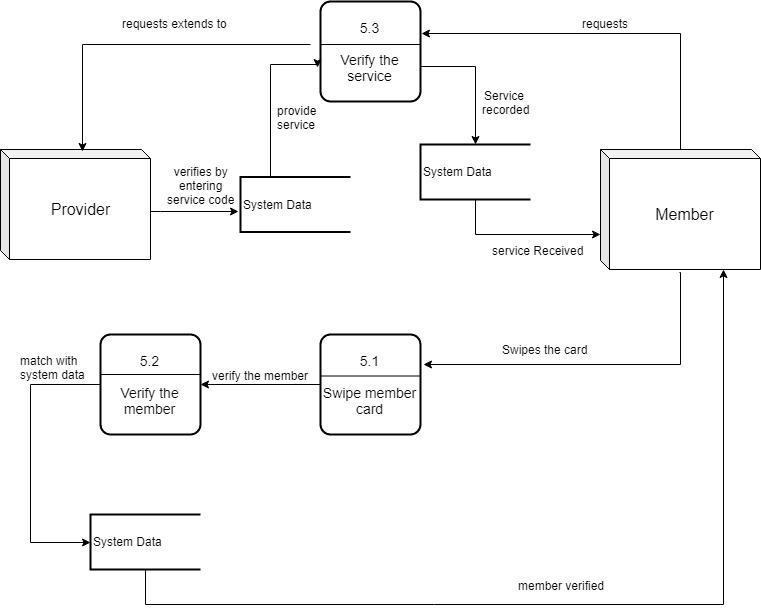 requests extends to
5.3
requests
Verify the
service
provide
service
Service
recorded
verifies by
entering
service code
System Data
System Data
Provider
Member
service Received
match with
system data
5.2
5.1
Swipes the card
Verify the
member
verify the member
Swipe member
card
System Data
member verified